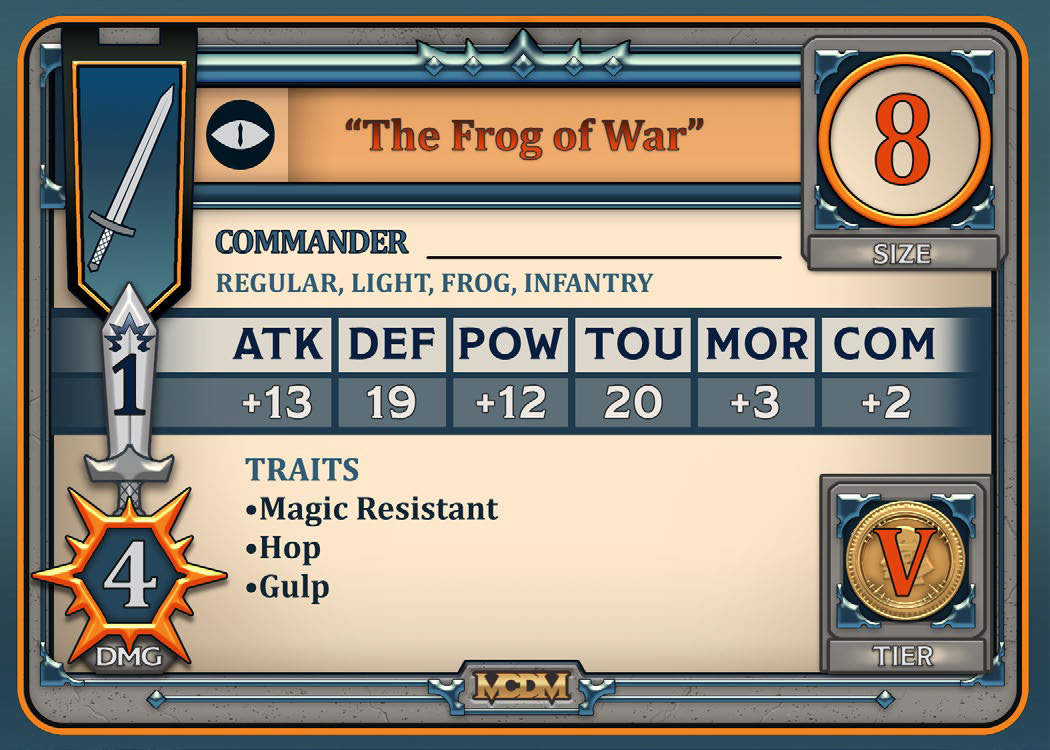 “The Frog of War”
8
SIZE
COMMANDER
REGULAR, LIGHT, FROG, INFANTRY
ATK DEF POW TOU MOR COM
1
+13 19 +12 20 +3 +2
TRAITS
•Magic Resistant
•Hop
•Gulp
4
DMG
V
TIER
MCDM